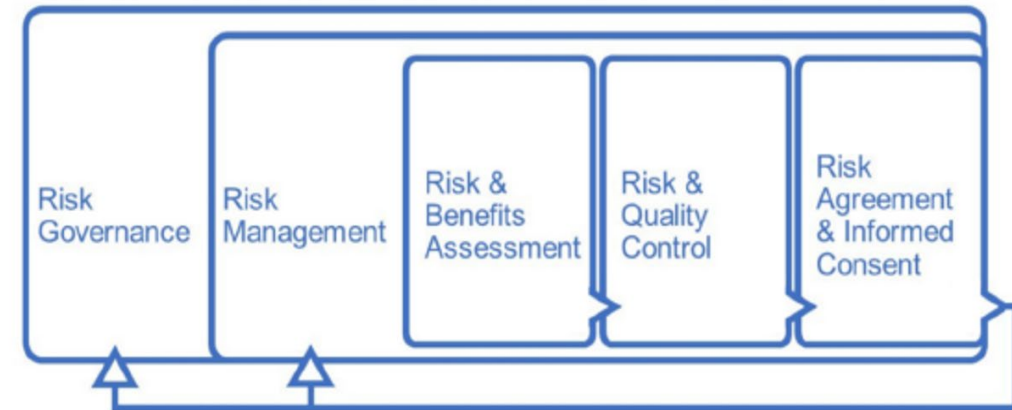 Risk
Governance
Risk
Management
Risk &
Benefits
Assessment
Risk &
Quality
Control
Risk
Agreement
& Informed
Consent